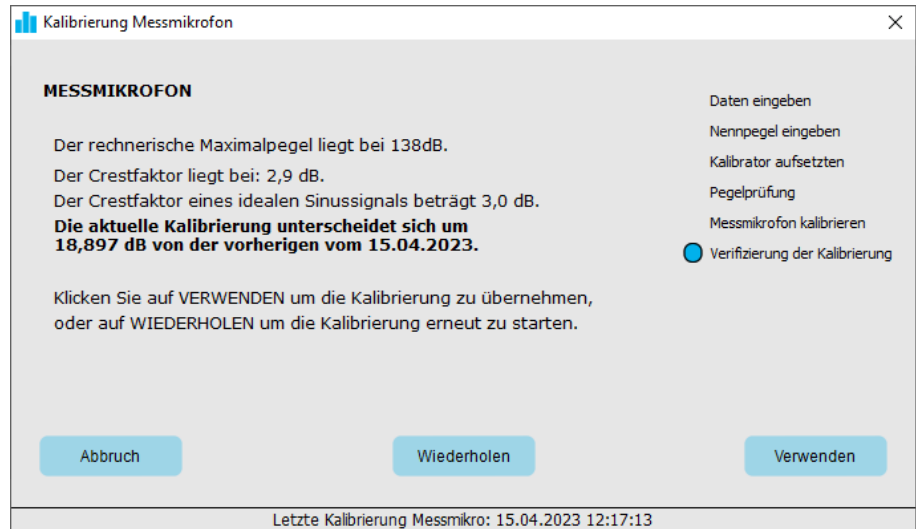 Kalibrierung Messmikrofon
MESSMIKROFON
Der rechnerische Maximalpegel liegt bei 138dB.
Der Crestfaktor liegt bei: 2,9 dB.
Der Crestfaktor eines idealen Sinussignals beträgt 3,0 dB.
Die aktuelle Kalibrierung unterscheidet sich um
18,897 dB von der vorherigen vom 15.04.2023.
Klicken Sie auf VERWENDEN um die Kalibrierung zu übernehmen,
oder auf WIEDERHOLEN um die Kalibrierung erneut zu starten.
Daten eingeben
Nennpegel eingeben
Kalibrator aufsetzten
Pegelprüfung
Messmikrofon kalibrieren
Verifizierung der Kalibrierung
Abbruch
Wiederholen
Verwenden
Letzte Kalibrierung Messmikro: 15.04.2023 12:17:13